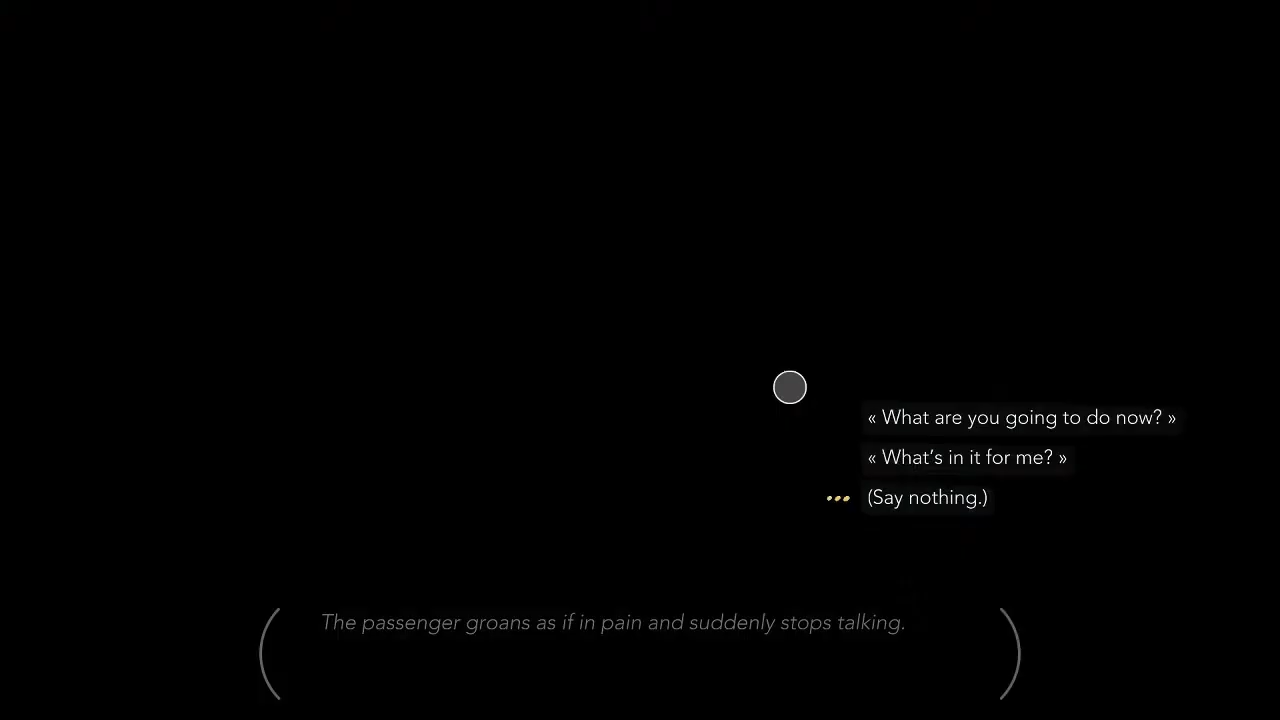 « What are you going to do now? »
« What’s in it for me? »
(Say nothing.)
The passenger groans as if in pain and suddenly stops talking.